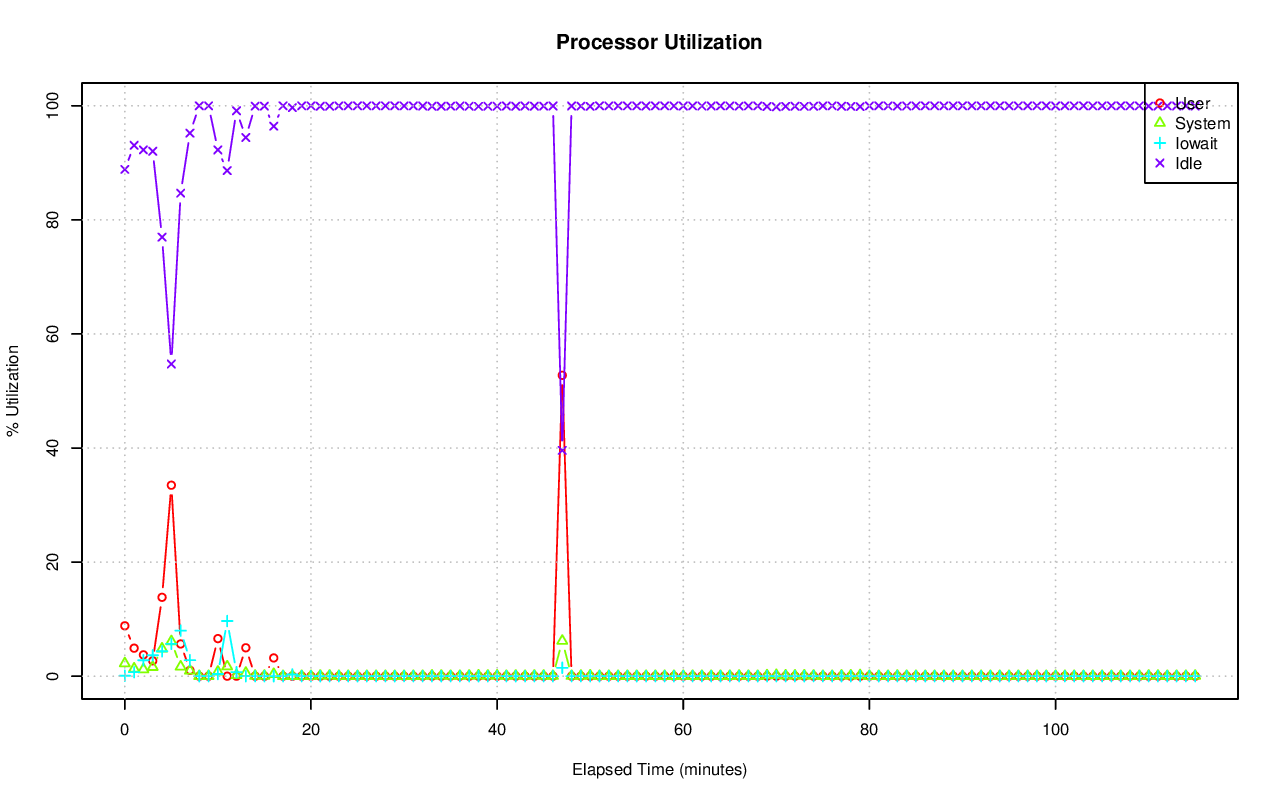 Processor Utilization
% Utilization
100
80
60
40
20
0
User
System
Iowait
Idle
0 20 40 60 80 100
Elapsed Time (minutes)